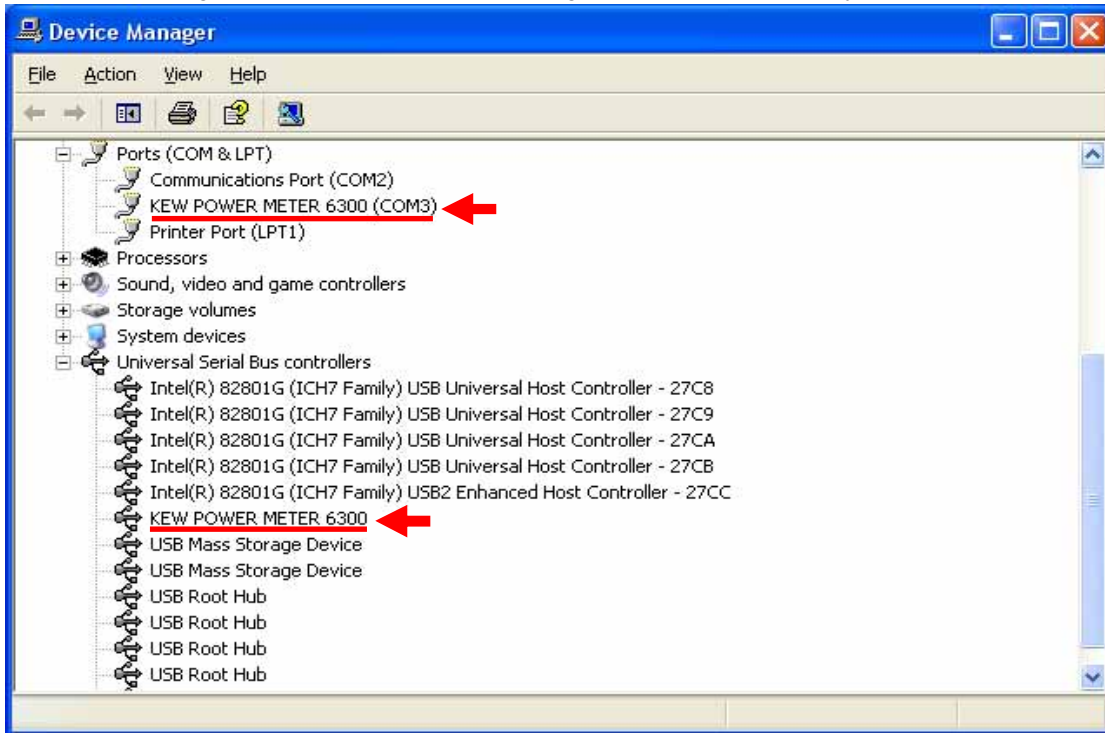 Device Manager
File Action View Help
Ports (COM & LPT)
Communications Port (COM2)
KEW POWER METER 6300 (COM3)
Printer Port (LPT1)
Processors
Sound, video and game controllers
Storage volumes
System devices
Universal Serial Bus controllers
Intel(R) 82801G (ICH7 Family) USB Universal Host Controller - 27C8
Intel(R) 82801G (ICH7 Family) USB Universal Host Controller - 27C9
Intel(R) 82801G (ICH7 Family) USB Universal Host Controller - 27CA
Intel(R) 82801G (ICH7 Family) USB Universal Host Controller - 27CB
Intel(R) 82801G (ICH7 Family) USB2 Enhanced Host Controller - 27CC
KEW POWER METER 6300
USB Mass Storage Device
USB Mass Storage Device
USB Root Hub
USB Root Hub
USB Root Hub
USB Root Hub